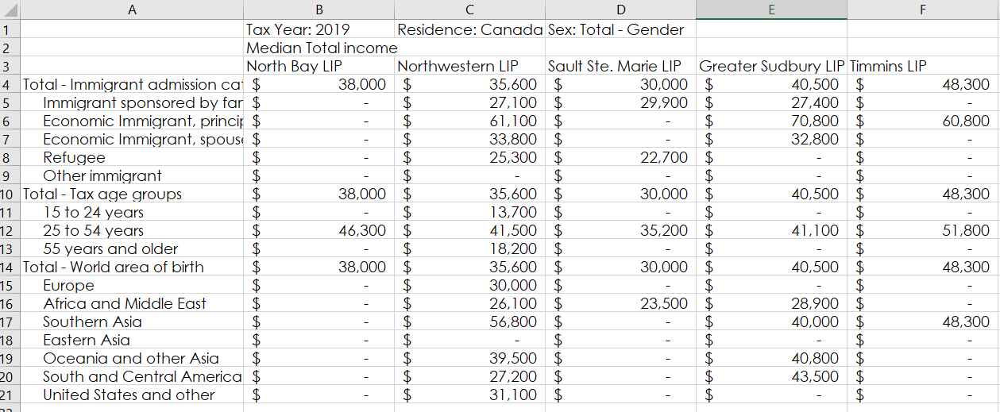 A B C D E F
1 Tax Year: 2019 Residence: Canada Sex: Total - Gender
2 Median Total income
3 North Bay LIP Northwestern LIP Sault Ste. Marie LIP Greater Sudbury LIP Timmins LIP
4 Total - Immigrant admission cat $ 38,000 $ 35,600 $ 30,000 $ 40,500 $ 48,300
5 Immigrant sponsored by $ - $ 27,100 $ 29,900 $ 27,400 $ -
6 Economic Immigrant, $ - $ 61,100 $ - $ 70,800 $ 60,800
7 Economic Immigrant, $ - $ 33,800 $ - $ 32,800 $ -
8 Refugee $ - $ 25,300 $ 22,700 $ - $ -
9 Other immigrant $ - $ - $ - $ - $ -
10 Total - Tax age groups $ 38,000 $ 35,600 $ 30,000 $ 40,500 $ 48,300
11 15 to 24 years $ - $ 13,700 $ - $ - $ -
12 25 to 54 years $ 46,300 $ 41,500 $ 35,200 $ 41,100 $ 51,800
13 55 years and older $ - $ 18,200 $ - $ - $ -
14 Total - World area of birth $ 38,000 $ 35,600 $ 30,000 $ 40,500 $ 48,300
15 Europe $ - $ 30,000 $ - $ - $ -
16 Africa and Middle East $ - $ 26,100 $ 23,500 $ 28,900 $ -
17 Southern Asia $ - $ 56,800 $ - $ 40,000 $ 48,300
18 Eastern Asia $ - $ - $ - $ - $ -
19 Oceania and other Asia $ - $ 39,500 $ - $ 40,800 $ -
20 South and Central America $ - $ 27,200 $ - $ 43,500 $ -
21 United States and other $ - $ 31,100 $ - $ - $ -